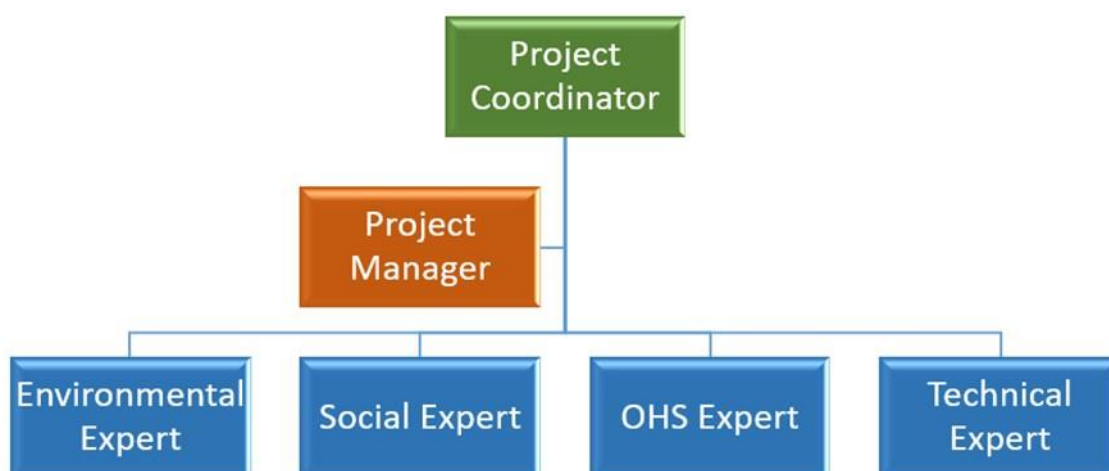 Project
Coordinator
Project
Manager
Environmental
Expert
Social Expert
OHS Expert
Technical
Expert